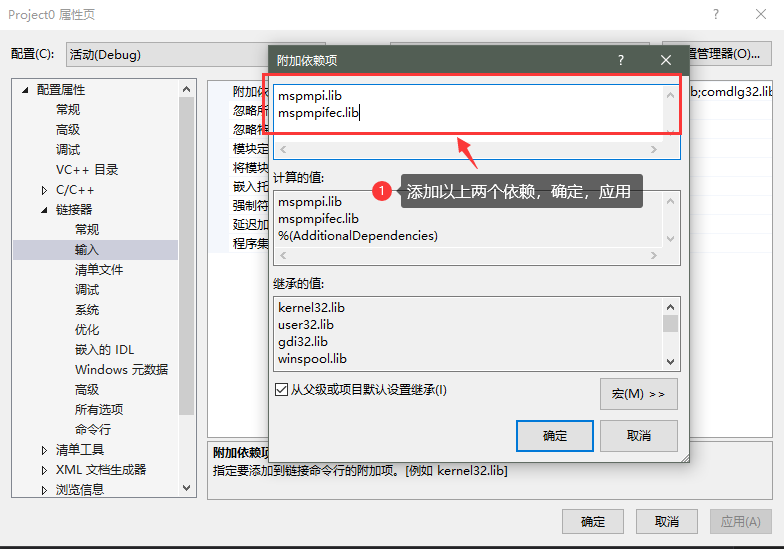 Project0 属性页
配置(C):
活动(Debug)
置管理器(O)...
配置属性
常规
高级
调试
VC++ 目录
C/C++
链接器
常规
输入
清单文件
调试
系统
优化
嵌入的 IDL
Windows 元数据
高级
所有选项
命令行
清单工具
XML 文档生成器
浏览信息
附加依
忽略所
忽略特
模块定
将模块
嵌入托
强制符
延迟加
程序集
b;comdlg32.lib
附加依赖项
mspmpi.lib
mspmpifec.lib
计算的值:
1 添加以上两个依赖，确定，应用
mspmpi.lib
mspmpifec.lib
%(AdditionalDependencies)
继承的值:
kernel32.lib
user32.lib
gdi32.lib
winspool.lib
从父级或项目默认设置继承(I)
宏(M) >>
确定
取消
附加依赖项
指定要添加到链接命令行的附加项。[例如 kernel32.lib]
确定
取消
应用(A)